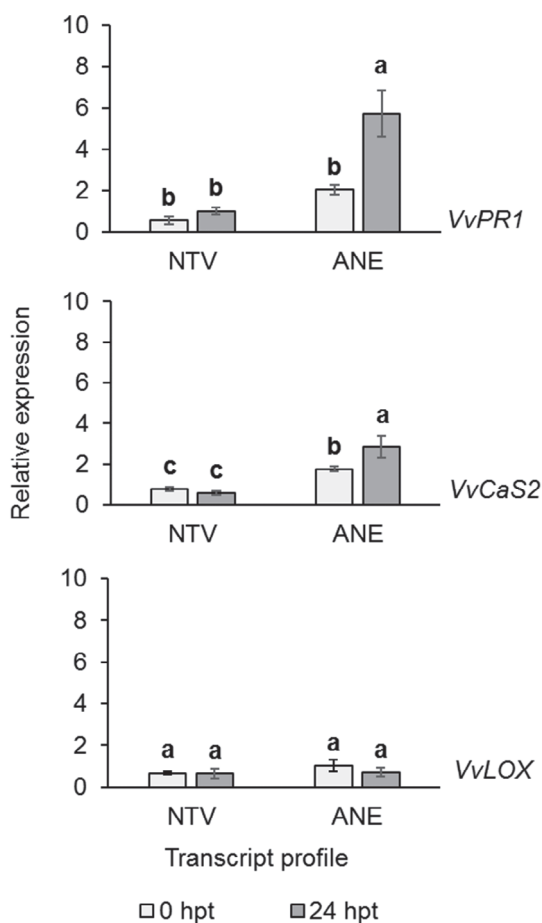 10
8
6
4
2
0
b
b
b
a
NTV
ANE
VvPR1
10
8
6
4
2
0
c
c
b
a
NTV
ANE
VvCaS2
Relative expression
10
8
6
4
2
0
a
a
a
a
NTV
ANE
VvLOX
Transcript profile
0 hpt 24 hpt